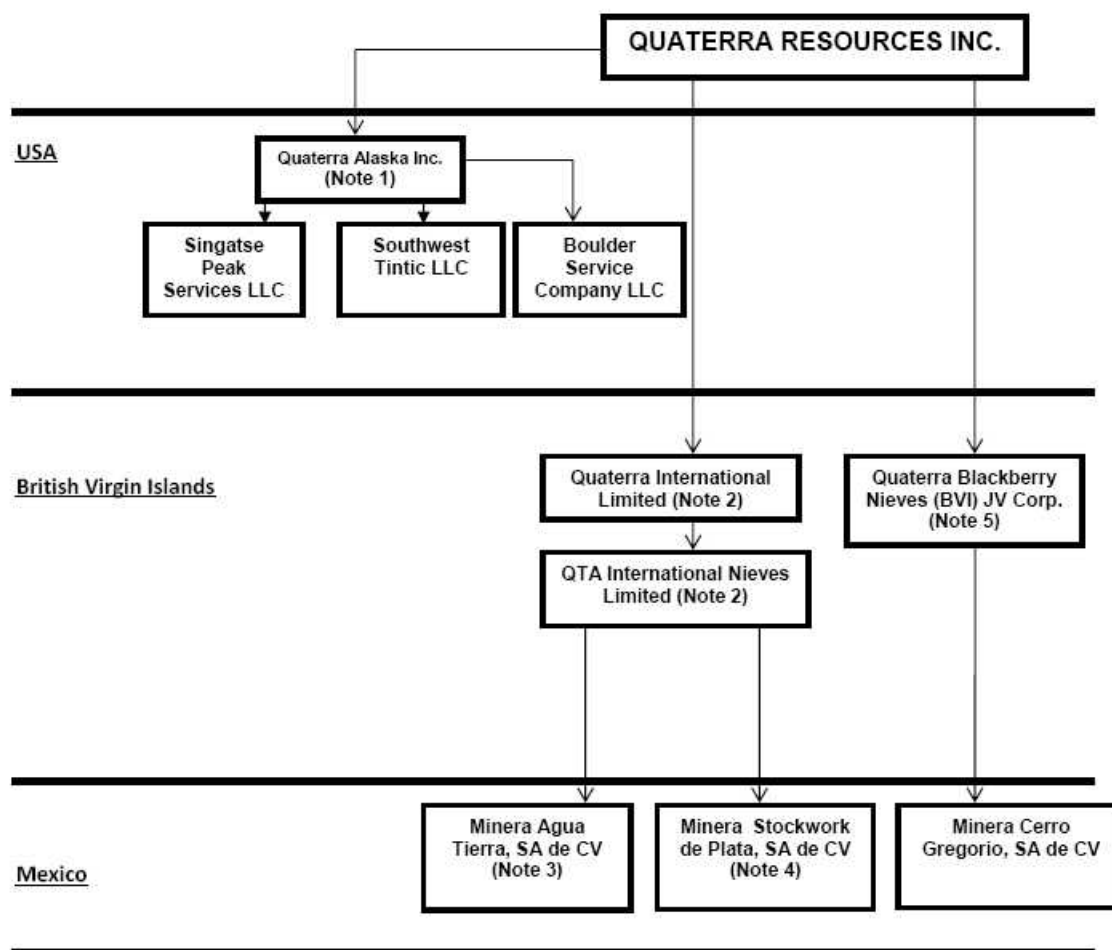 QUATERRA RESOURCES INC.
USA
Quaterra Alaska Inc.
(Note 1)
Singatse
Peak
Services LLC
Southwest
Tintic LLC
Boulder
Service
Company LLC
British Virgin Islands
Quaterra International
Limited (Note 2)
Quaterra Blackberry
Nieves (BVI) JV Corp.
(Note 5)
QTA International Nieves
Limited (Note 2)
Mexico
Minera Agua
Tierra, SA de CV
(Note 3)
Minera Stockwork
de Plata, SA de CV
(Note 4)
Minera Cerro
Gregorio, SA de CV